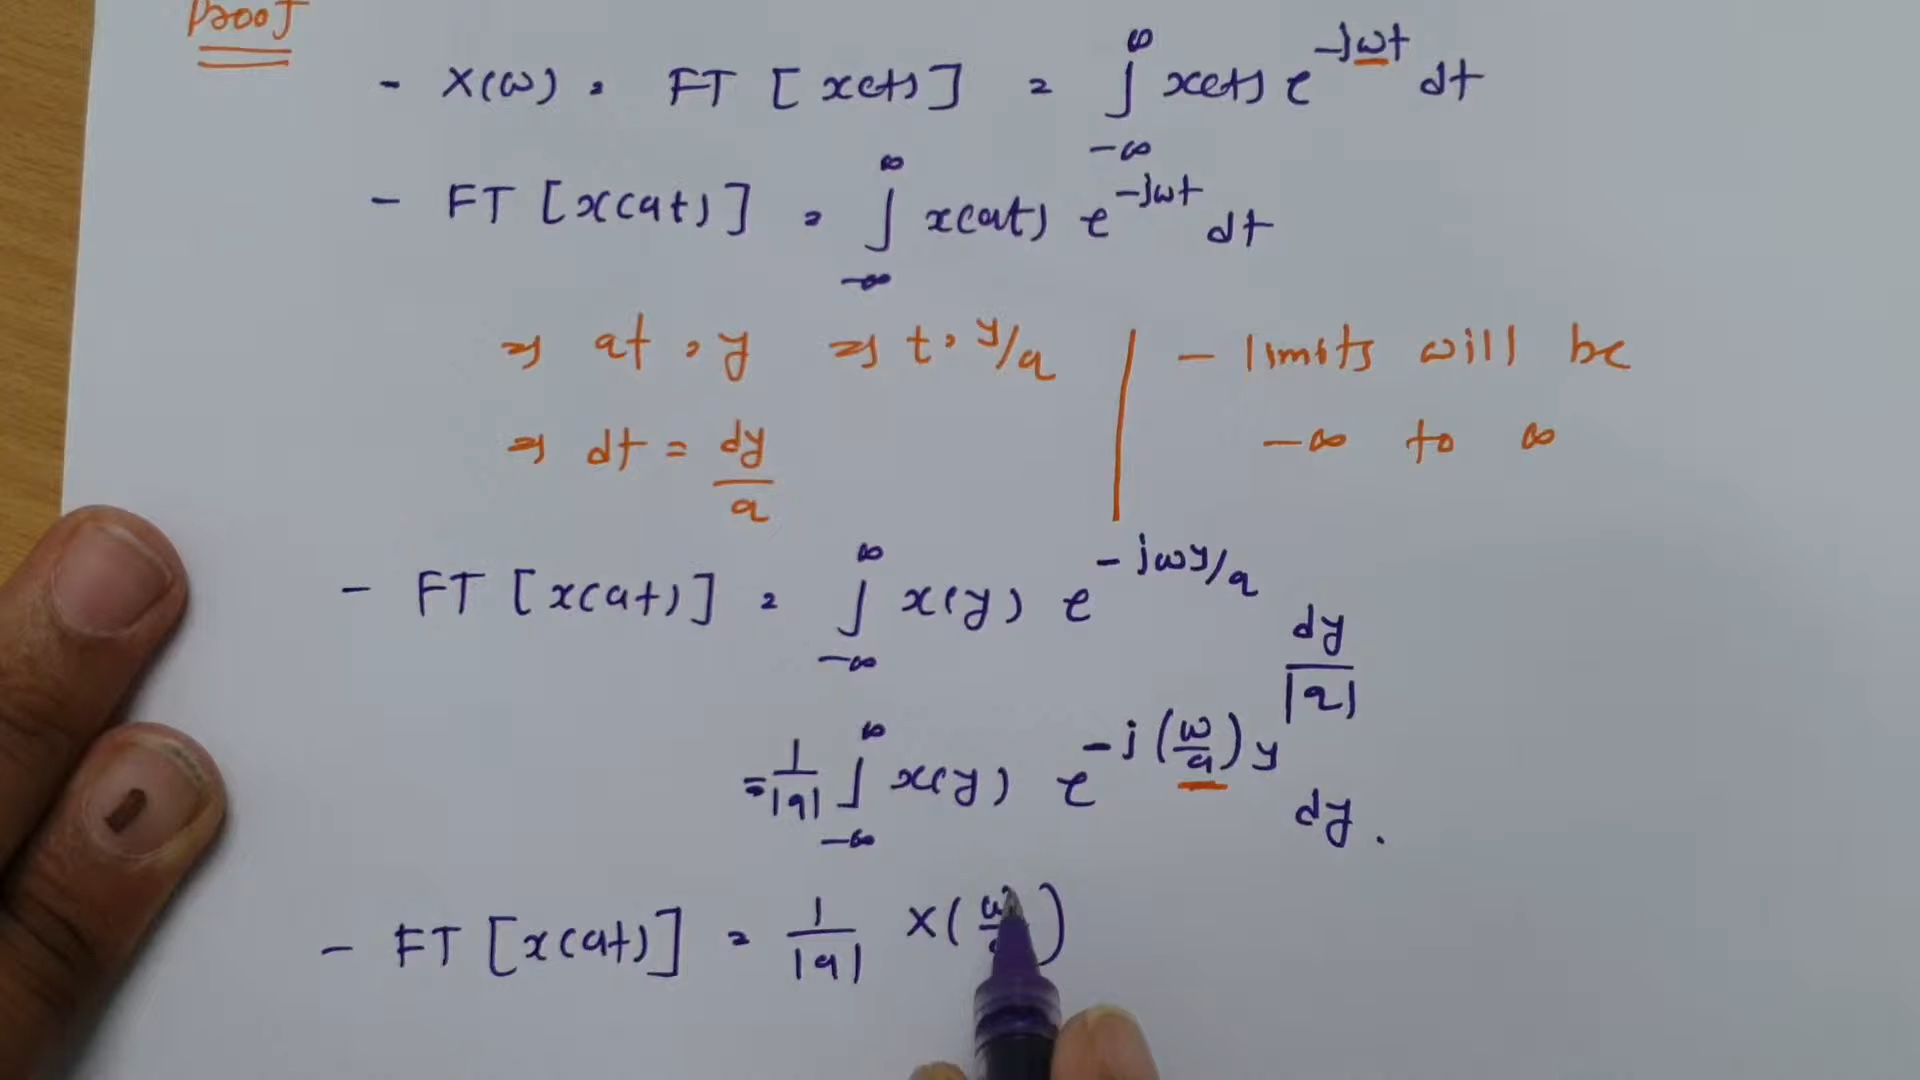 Proof
- X(ω) = FT [x(t)] = ∫_{-∞}^{∞} x(t) e^{-jωt} dt
- FT [x(at)] = ∫_{-∞}^{∞} x(at) e^{-jωt} dt
⇒ at = y ⇒ t = y/a | - limits will be
⇒ dt = dy/a -∞ to ∞
- FT [x(at)] = ∫_{-∞}^{∞} x(y) e^{-jωy/a} dy/|a|
= 1/|a| ∫_{-∞}^{∞} x(y) e^{-j(ω/a)y} dy.
- FT [x(at)] = 1/|a| X(ω/a)